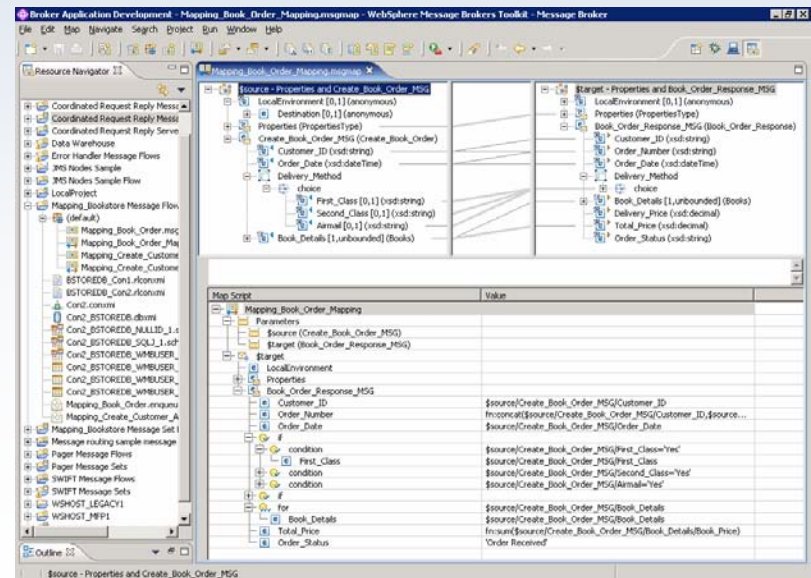 Broker Application Development - Mapping_Book_Order_Mapping.msgmap - WebSphere Message Brokers Toolkit - Message Broker
File Edit Map Navigate Search Project Run Window Help
Resource Navigator
Coordinated Request Reply Messa
Coordinated Request Reply Messa
Coordinated Request Reply Serve
Data Warehouse
Error Handler Message Flows
JMS Nodes Sample
JMS Nodes Sample Flow
LocalProject
Mapping_Bookstore Message Flow
(default)
Mapping_Book_Order.msg
Mapping_Book_Order_Map
Mapping_Create_Custome
Mapping_Create_Custome
BSTOREDB_Con1.rlconxmi
BSTOREDB_Con2.rlconxmi
Con2.conxmi
Con2_BSTOREDB.dbxmi
Con2_BSTOREDB_NULLID_1.s
Con2_BSTOREDB_SQLJ_1.sch
Con2_BSTOREDB_WMBUSER_
Con2_BSTOREDB_WMBUSER_
Con2_BSTOREDB_WMBUSER_
Mapping_Book_Order.enqueu
Mapping_Create_Customer_A
Mapping_Bookstore Message Set
Message routing sample message
Pager Message Flows
Pager Message Sets
SWIFT Message Flows
SWIFT Message Sets
WSHOST_LEGACY1
WSHOST_MFP1
Outline
Mapping_Book_Order_Mapping.msgmap
$source - Properties and Create_Book_Order_MSG
LocalEnvironment [0,1] (anonymous)
Destination [0,1] (anonymous)
Properties (PropertiesType)
Create_Book_Order_MSG (Create_Book_Order)
Customer_ID (xsd:string)
Order_Date (xsd:dateTime)
Delivery_Method
choice
First_Class [0,1] (xsd:string)
Second_Class [0,1] (xsd:string)
Airmail [0,1] (xsd:string)
Book_Details [1,unbounded] (Books)
$target - Properties and Book_Order_Response_MSG
LocalEnvironment [0,1] (anonymous)
Properties (PropertiesType)
Book_Order_Response_MSG (Book_Order_Response)
Customer_ID (xsd:string)
Order_Number (xsd:string)
Order_Date (xsd:dateTime)
Delivery_Method
choice
Book_Details [1,unbounded] (Books)
Delivery_Price (xsd:decimal)
Total_Price (xsd:decimal)
Order_Status (xsd:string)
Map Script Value
Mapping_Book_Order_Mapping
Parameters
$source (Create_Book_Order_MSG)
$target (Book_Order_Response_MSG)
$target
LocalEnvironment
Properties
Book_Order_Response_MSG
Customer_ID $source/Create_Book_Order_MSG/Customer_ID
Order_Number fn:concat($source/Create_Book_Order_MSG/Customer_ID,$source...
Order_Date $source/Create_Book_Order_MSG/Order_Date
if
condition $source/Create_Book_Order_MSG/First_Class='Yes'
First_Class $source/Create_Book_Order_MSG/First_Class
condition $source/Create_Book_Order_MSG/Second_Class='Yes'
condition $source/Create_Book_Order_MSG/Airmail='Yes'
if
for $source/Create_Book_Order_MSG/Book_Details
Book_Details $source/Create_Book_Order_MSG/Book_Details
Total_Price fn:sum($source/Create_Book_Order_MSG/Book_Details/Book_Price)
Order_Status 'Order Received'
$source - Properties and Create_Book_Order_MSG